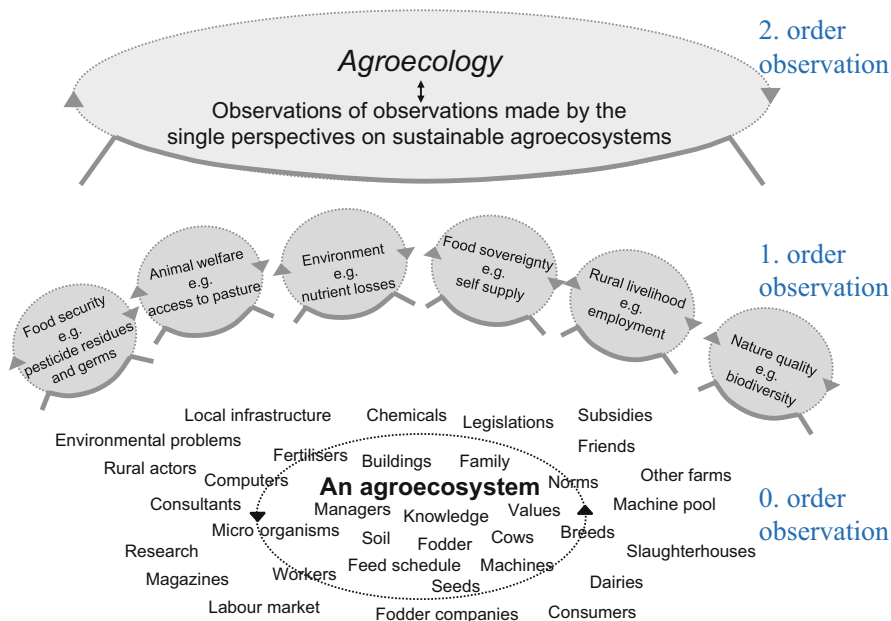 2. order
observation
Agroecology
Observations of observations made by the
single perspectives on sustainable agroecosystems
1. order
observation
Food security
e.g.
pesticide residues
and germs
Animal welfare
e.g.
access to pasture
Environment
e.g.
nutrient losses
Food sovereignty
e.g.
self supply
Rural livelihood
e.g.
employment
Nature quality
e.g.
biodiversity
0. order
observation
Local infrastructure
Chemicals
Legislations
Subsidies
Environmental problems
Friends
Rural actors
Fertilisers
Buildings
Family
Other farms
Computers
An agroecosystem
Norms
Consultants
Managers
Knowledge
Values
Machine pool
Micro organisms
Soil
Fodder
Cows
Breeds
Research
Slaughterhouses
Magazines
Workers
Feed schedule
Machines
Seeds
Dairies
Labour market
Fodder companies
Consumers